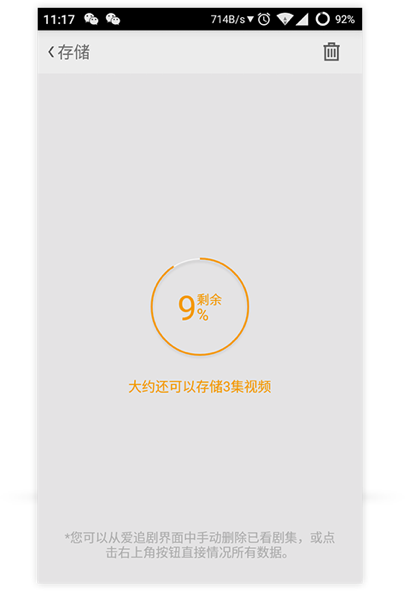 11:17 714B/s 92%
存储
9 剩余
%
大约还可以存储3集视频
*您可以从爱追剧界面中手动删除已看剧集，或点
击右上角按钮直接情况所有数据。